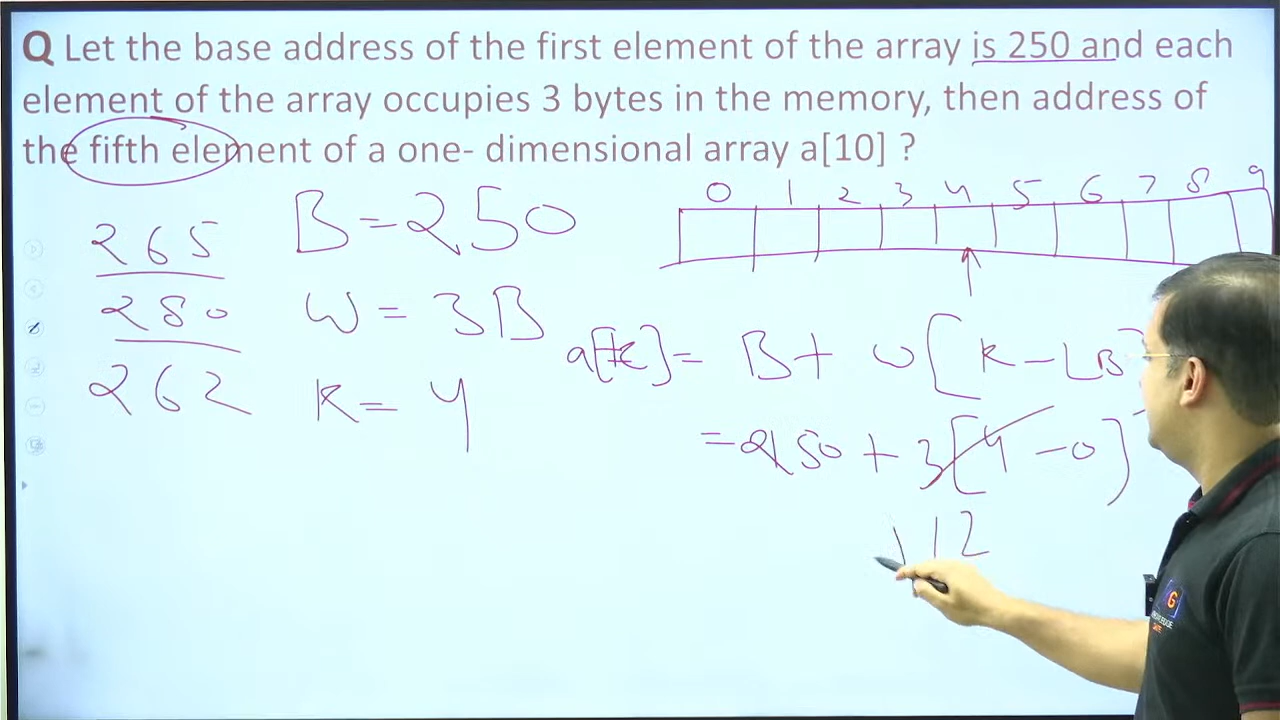 Q Let the base address of the first element of the array is 250 and each
element of the array occupies 3 bytes in the memory, then address of
the fifth element of a one- dimensional array a[10] ?
0 1 2 3 4 5 6 7 8 9
265
B=250
280
W = 3B
262
K= 4
a[K]= B+ W[K-LB]
=250+3[4-0]
12
G